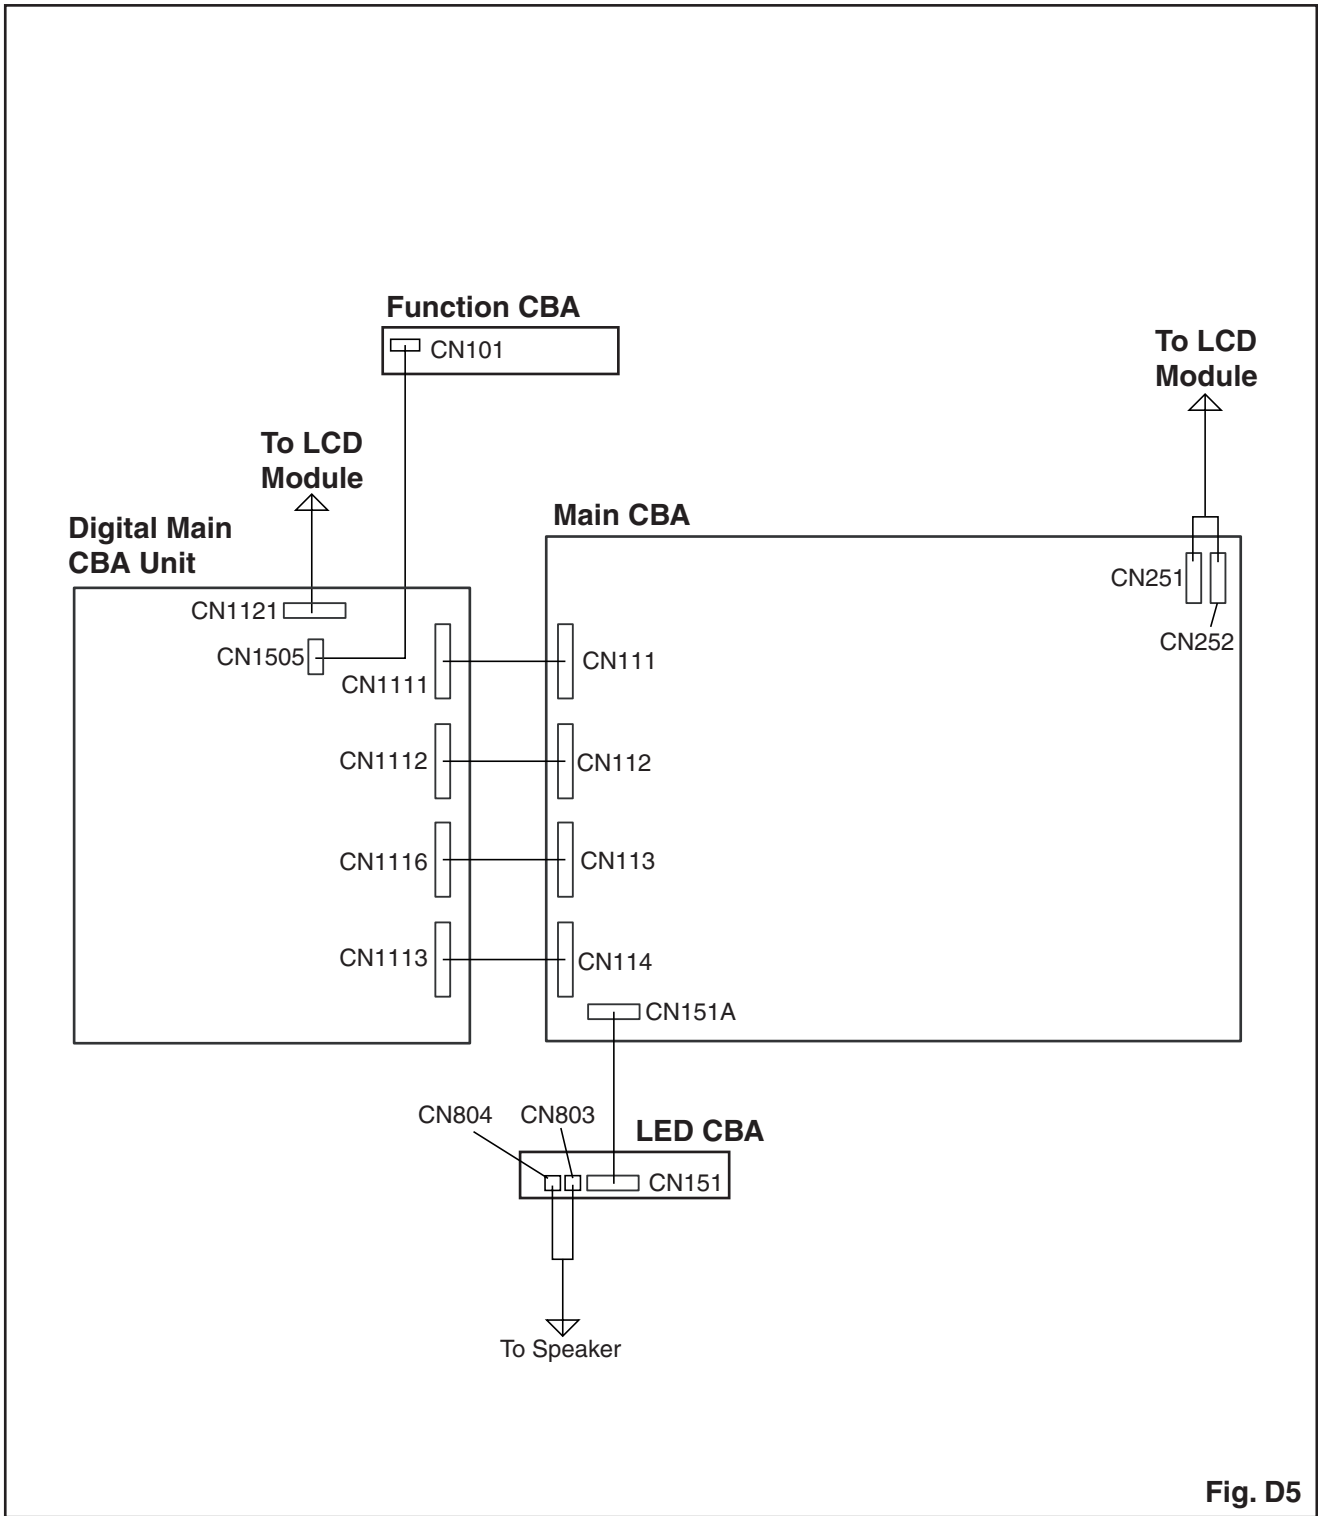 Function CBA
CN101
To LCD
Module
To LCD
Module
Digital Main
CBA Unit
Main CBA
CN1121
CN1505
CN1111
CN111
CN251
CN252
CN1112
CN112
CN1116
CN113
CN1113
CN114
CN151A
CN804
CN803
LED CBA
CN151
To Speaker
Fig. D5